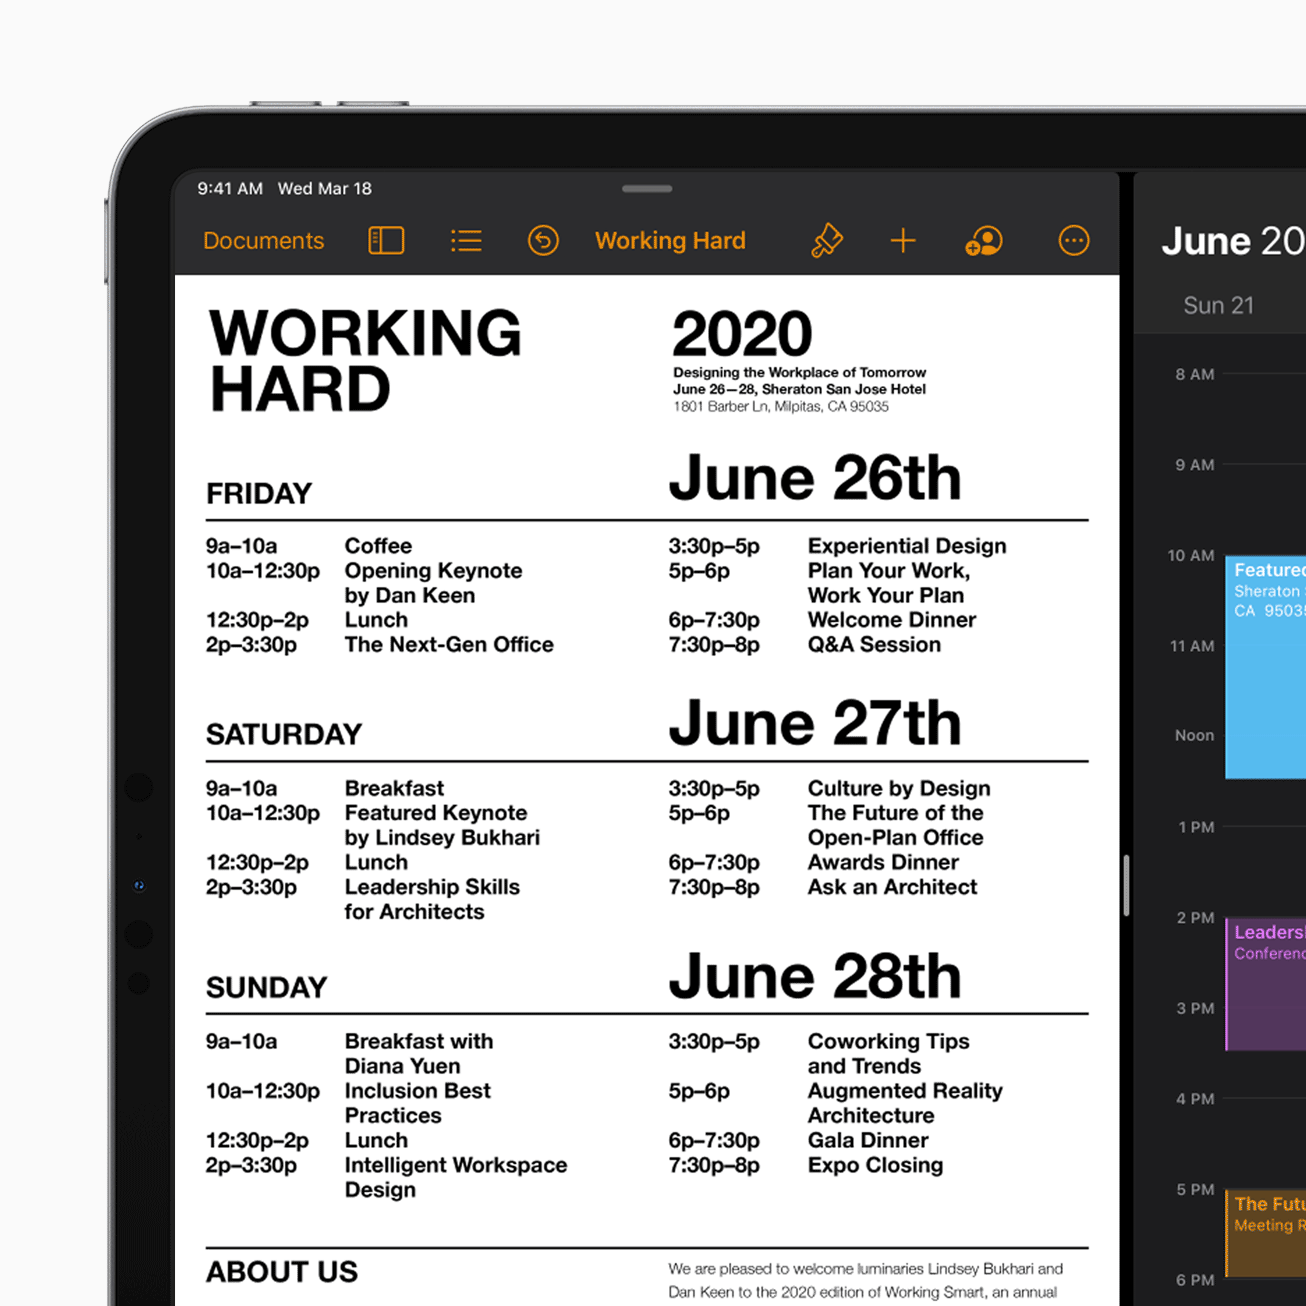 9:41 AM Wed Mar 18
Documents
Working Hard
WORKING
HARD
2020
Designing the Workplace of Tomorrow
June 26—28, Sheraton San Jose Hotel
1801 Barber Ln, Milpitas, CA 95035
FRIDAY
June 26th
9a–10a Coffee
10a–12:30p Opening Keynote
by Dan Keen
12:30p–2p Lunch
2p–3:30p The Next-Gen Office
3:30p–5p Experiential Design
5p–6p Plan Your Work,
Work Your Plan
6p–7:30p Welcome Dinner
7:30p–8p Q&A Session
SATURDAY
June 27th
9a–10a Breakfast
10a–12:30p Featured Keynote
by Lindsey Bukhari
12:30p–2p Lunch
2p–3:30p Leadership Skills
for Architects
3:30p–5p Culture by Design
5p–6p The Future of the
Open-Plan Office
6p–7:30p Awards Dinner
7:30p–8p Ask an Architect
SUNDAY
June 28th
9a–10a Breakfast with
Diana Yuen
10a–12:30p Inclusion Best
Practices
12:30p–2p Lunch
2p–3:30p Intelligent Workspace
Design
3:30p–5p Coworking Tips
and Trends
5p–6p Augmented Reality
Architecture
6p–7:30p Gala Dinner
7:30p–8p Expo Closing
ABOUT US
We are pleased to welcome luminaries Lindsey Bukhari and
Dan Keen to the 2020 edition of Working Smart, an annual
June 20
Sun 21
8 AM
9 AM
10 AM
Featured
Sheraton
CA 95035
11 AM
Noon
1 PM
2 PM
Leaders
Conferenc
3 PM
4 PM
5 PM
The Futu
Meeting R
6 PM